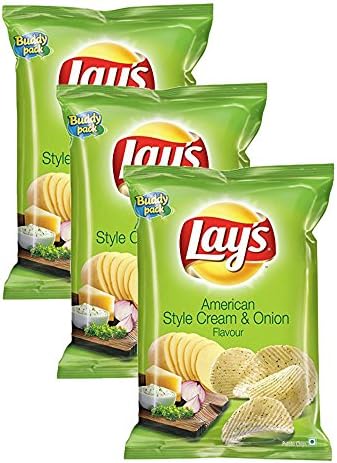 Buddy
pack
Lay's
Style
Buddy
pack
Lay's
Style C
Buddy
pack
Lay's
American
Style Cream & Onion
Flavour